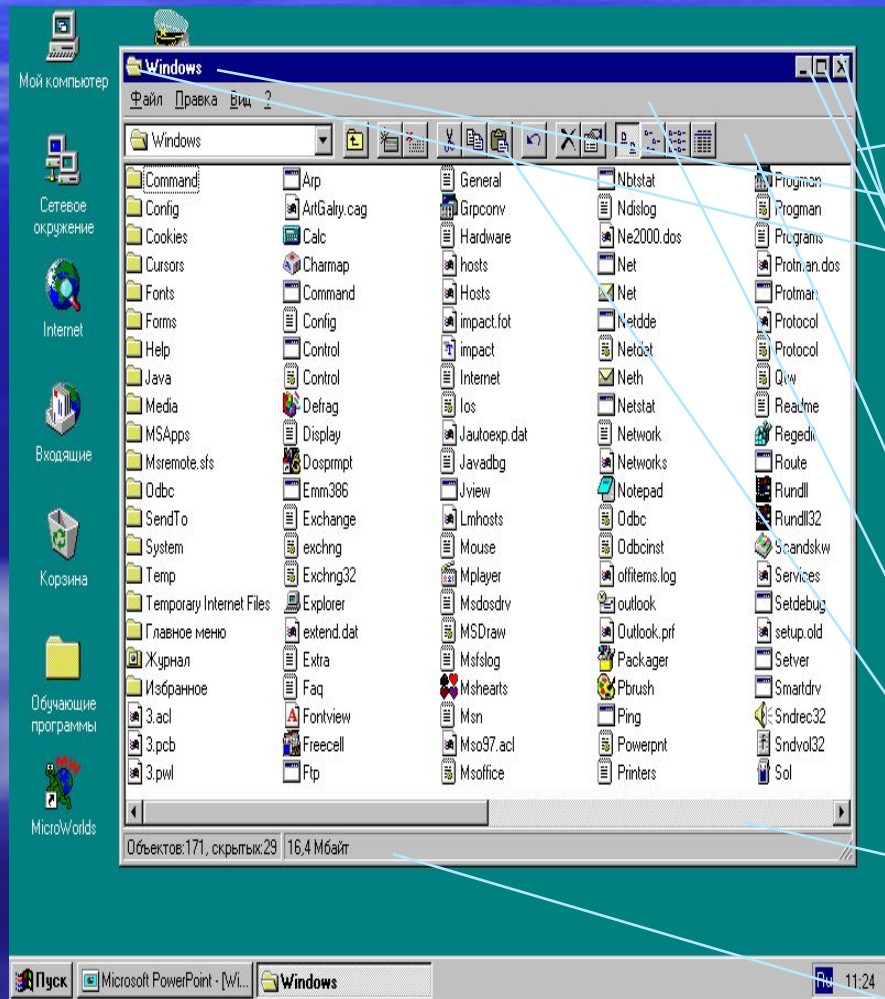 Мой компьютер
Сетевое
окружение
Internet
Входящие
Корзина
Обучающие
программы
MicroWorlds
Windows
Файл Правка Вид ?
Windows
Command
Config
Cookies
Cursors
Fonts
Forms
Help
Java
Media
MSApps
Msremote.sfs
Odbc
SendTo
System
Temp
Temporary Internet Files
Главное меню
Журнал
Избранное
3.acl
3.pcb
3.pwl
Arp
ArtGalry.cag
Calc
Charmap
Command
Config
Control
Control
Defrag
Display
Dosprmpt
Emm386
Exchange
exchng
Exchng32
Explorer
extend.dat
Extra
Faq
Fontview
Freecell
Ftp
General
Grpconv
Hardware
hosts
Hosts
impact.fot
impact
Internet
Ios
Jautoexp.dat
Javadbg
Jview
Lmhosts
Mouse
Mplayer
Msdosdrv
MSDraw
Msfslog
Mshearts
Msn
Mso97.acl
Msoffice
Nbtstat
Ndislog
Ne2000.dos
Net
Net
Netdde
Netdet
Neth
Netstat
Network
Networks
Notepad
Odbc
Odbcinst
offitems.log
outlook
Outlook.prf
Packager
Pbrush
Ping
Powerpnt
Printers
Progman
Progman
Programs
Protman.dos
Protman
Protocol
Protocol
Qvw
Readme
Regedit
Route
Rundll
Rundll32
Scandskw
Services
Setdebug
setup.old
Setver
Smartdrv
Sndrec32
Sndvol32
Sol
Объектов:171, скрытых:29 16,4 Мбайт
Пуск Microsoft PowerPoint - [Wi... Windows Ru 11:24